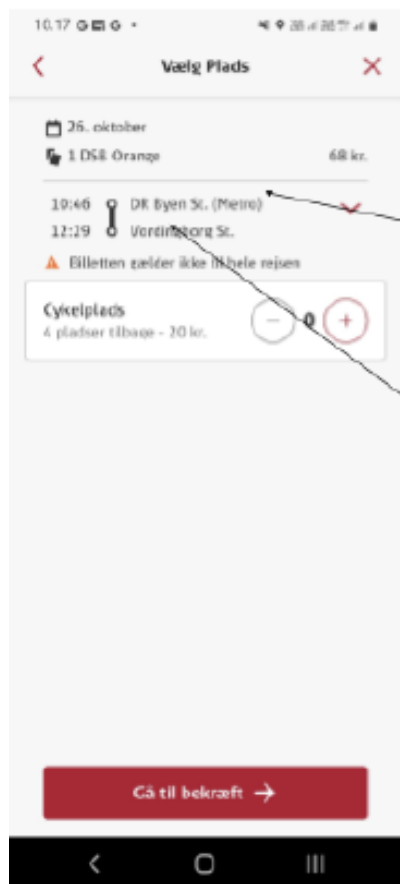 10.17
Vælg Plads
26. oktober
1 DSB Orange 68 kr.
10:46 DR Byen St. (Metro)
12:29 Vordingborg St.
Billetten gælder ikke til hele rejsen
Cykelplads
4 pladser tilbage - 20 kr.
0
Gå til bekræft